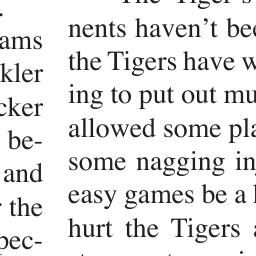 ams
kler
cker
be-
and
the
pec-
The Tiger's
nents haven't bee
the Tigers have w
ing to put out mu
allowed some pla
some nagging in
easy games be a
hurt the Tigers